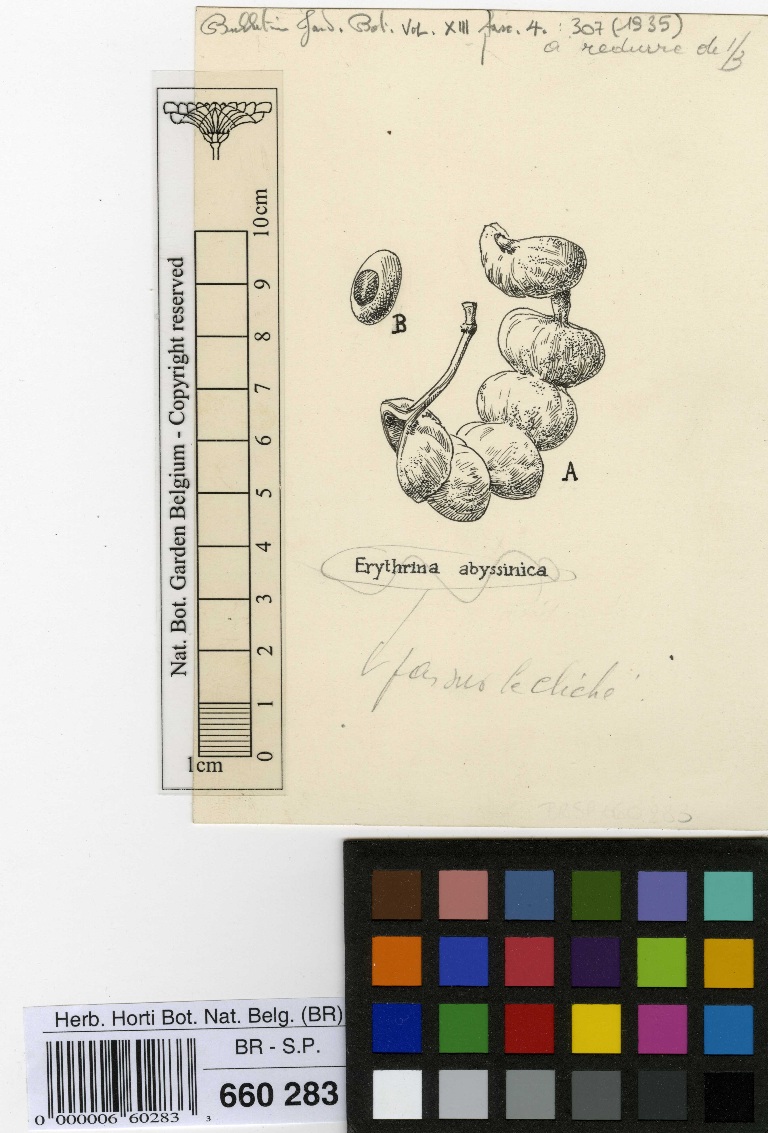 Bulletin Jard. Bot. Vol. XIII fasc. 4. : 307 (1935)
a reduire de 1/3
10cm
9
8
7
6
5
4
3
2
1
0
1cm
Nat. Bot. Garden Belgium - Copyright reserved
B
A
Erythrina abyssinica
pas sur le cliché
Herb. Horti Bot. Nat. Belg. (BR)
BR - S.P.
660 283
0 000006 60283 3